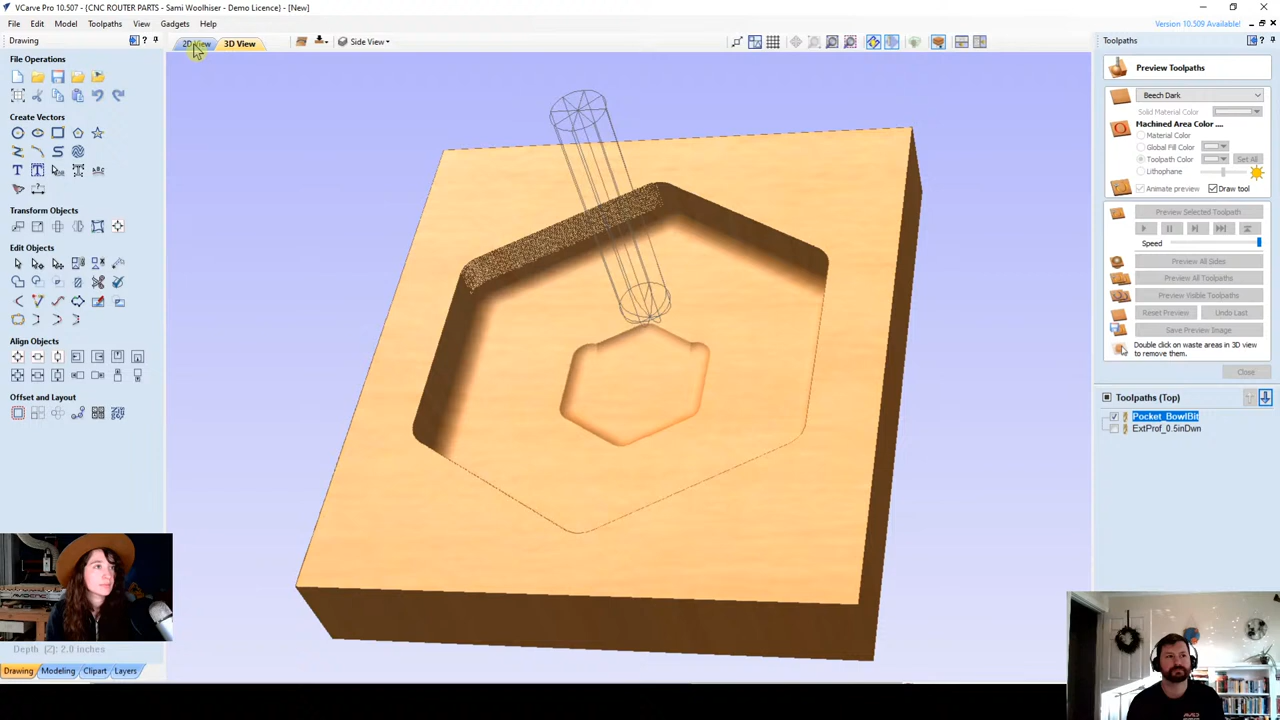 VCarve Pro 10.507 - (CNC ROUTER PARTS - Sami Woolhiser - Demo Licence) - [New]
File Edit Model Toolpaths View Gadgets Help
Version 10.509 Available!
Drawing
2D View 3D View
Side View
Toolpaths
File Operations
Create Vectors
Transform Objects
Edit Objects
Align Objects
Offset and Layout
Depth (Z): 2.0 inches
Drawing Modeling Clipart Layers
Preview Toolpaths
Beech Dark
Solid Material Color
Machined Area Color ....
Material Color
Global Fill Color
Toolpath Color Set All
Lithophane
Animate preview Draw tool
Preview Selected Toolpath
Speed
Preview All Sides
Preview All Toolpaths
Preview Visible Toolpaths
Reset Preview Undo Last
Save Preview Image
Double click on waste areas in 3D view
to remove them.
Close
Toolpaths (Top)
Pocket_BowlBit
ExtProf_0.5inDwn